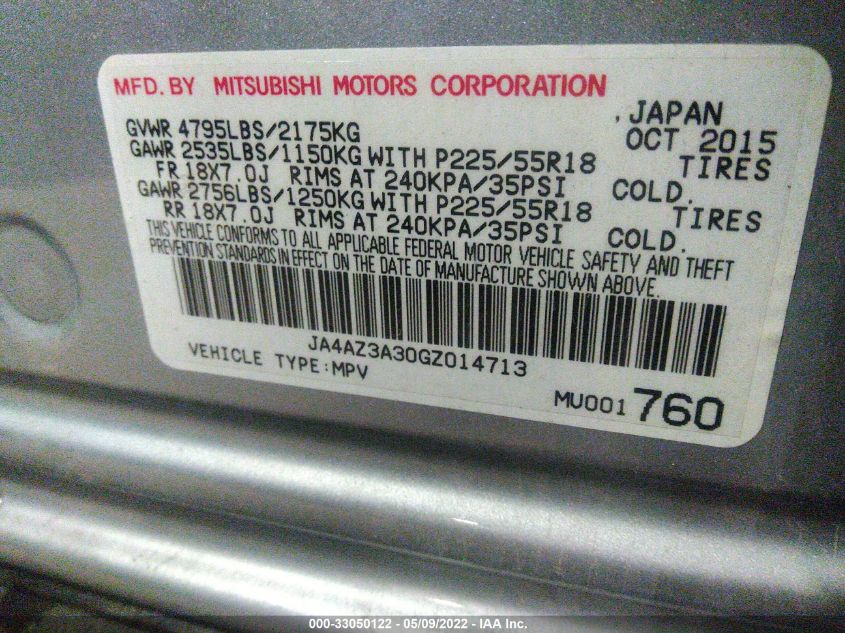 MFD. BY MITSUBISHI MOTORS CORPORATION
, JAPAN
GVWR 4795LBS/2175KG OCT 2015
GAWR 2535LBS/1150KG WITH P225/55R18 TIRES
FR 18X7.0J RIMS AT 240KPA/35PSI COLD.
GAWR 2756LBS/1250KG WITH P225/55R18 TIRES
RR 18X7.0J RIMS AT 240KPA/35PSI COLD.
THIS VEHICLE CONFORMS TO ALL APPLICABLE FEDERAL MOTOR VEHICLE SAFETY AND THEFT
PREVENTION STANDARDS IN EFFECT ON THE DATE OF MANUFACTURE SHOWN ABOVE.
JA4AZ3A30GZ014713
VEHICLE TYPE:MPV
MU001 760
000-33050122 - 05/09/2022 - IAA Inc.